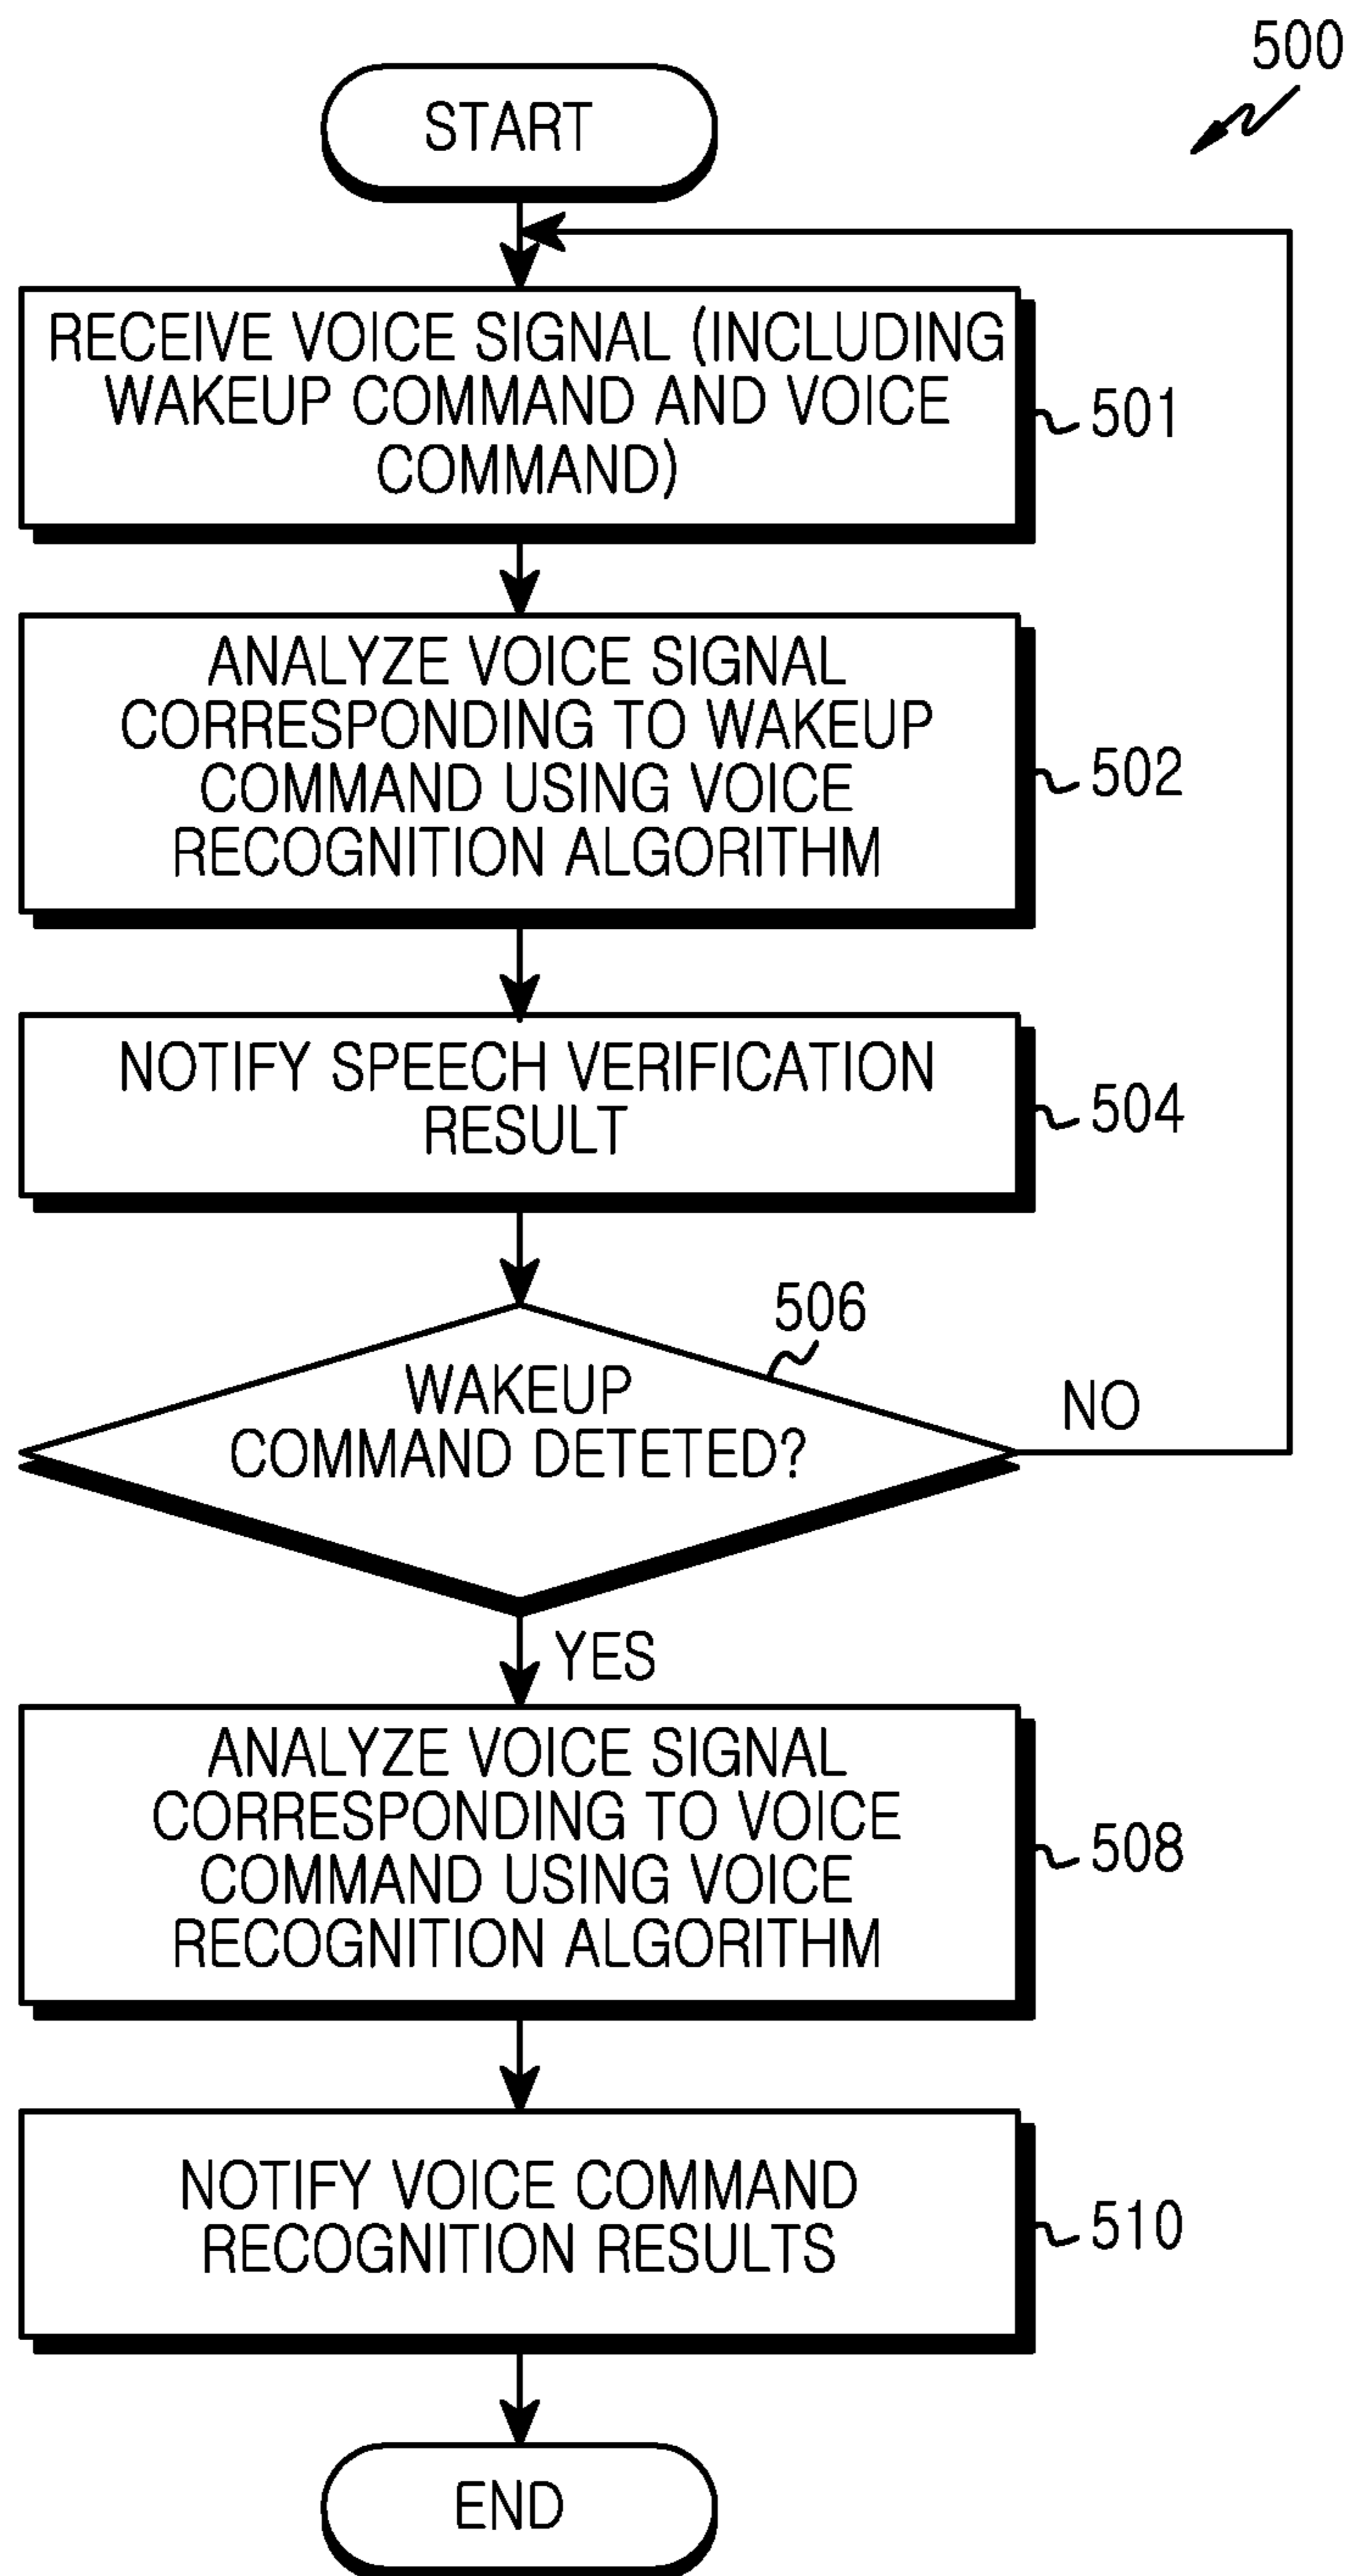 500
START
RECEIVE VOICE SIGNAL (INCLUDING
WAKEUP COMMAND AND VOICE
COMMAND)
501
ANALYZE VOICE SIGNAL
CORRESPONDING TO WAKEUP
COMMAND USING VOICE
RECOGNITION ALGORITHM
502
NOTIFY SPEECH VERIFICATION
RESULT
504
506
WAKEUP
COMMAND DETETED?
NO
YES
ANALYZE VOICE SIGNAL
CORRESPONDING TO VOICE
COMMAND USING VOICE
RECOGNITION ALGORITHM
508
NOTIFY VOICE COMMAND
RECOGNITION RESULTS
510
END